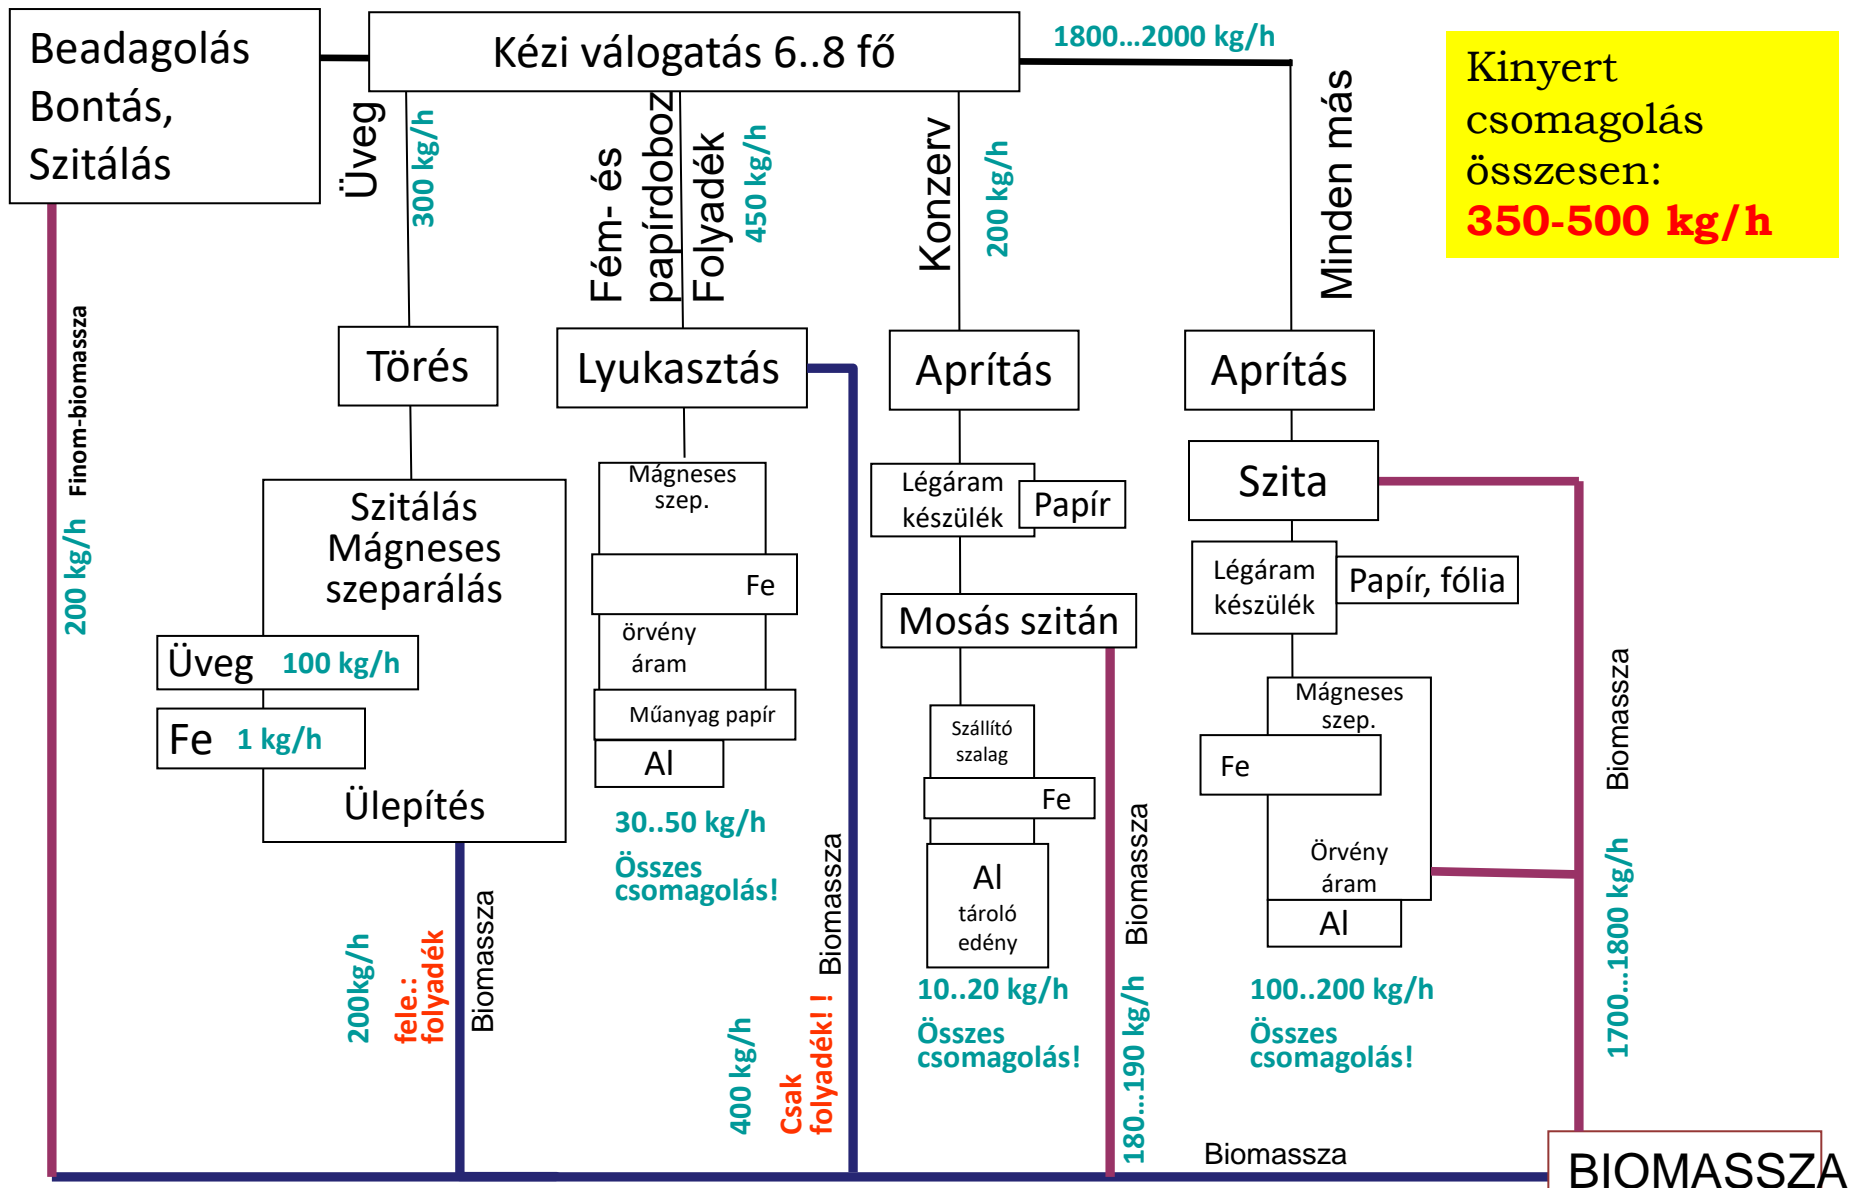 Beadagolás
Bontás,
Szitálás
Kézi válogatás 6..8 fő
1800...2000 kg/h
Kinyert
csomagolás
összesen:
350-500 kg/h
Üveg
300 kg/h
Fém- és
papírdoboz
Folyadék
450 kg/h
Konzerv
200 kg/h
Minden más
200 kg/h Finom-biomassza
Törés
Lyukasztás
Aprítás
Aprítás
Szitálás
Mágneses
szeparálás
Üveg 100 kg/h
Fe 1 kg/h
Ülepítés
200kg/h
fele.:
folyadék
Biomassza
Mágneses
szep.
Fe
örvény
áram
Műanyag papír
Al
30..50 kg/h
Összes
csomagolás!
400 kg/h
Csak
folyadék! !
Biomassza
Légáram
készülék
Papír
Mosás szitán
Szállító
szalag
Fe
Al
tároló
edény
10..20 kg/h
Összes
csomagolás!
180...190 kg/h
Biomassza
Szita
Légáram
készülék
Papír, fólia
Mágneses
szep.
Fe
Örvény
áram
Al
100..200 kg/h
Összes
csomagolás!
Biomassza
1700...1800 kg/h
Biomassza
BIOMASSZA